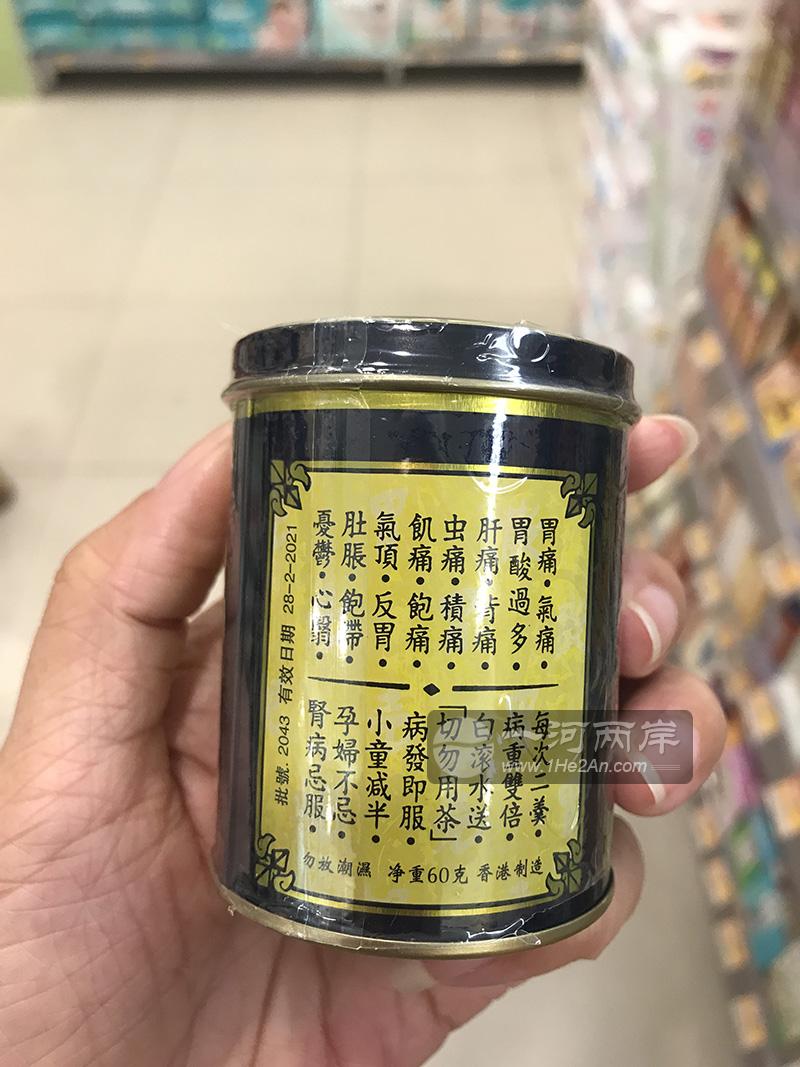 胃痛•氣痛•
胃酸過多•
肝痛•背痛•
虫痛•積痛•
飢痛•飽痛•
氣頂•反胃•
肚脹•飽滯•
憂鬱•心翳•
每次二羹•
病重雙倍•
白滾水送•
「切勿用茶」
病發即服•
小童减半•
孕婦不忌•
腎病忌服•
勿放潮濕 净重60克 香港制造
批號. 2043 有效日期 28-2-2021
一河两岸
www.1He2An.com